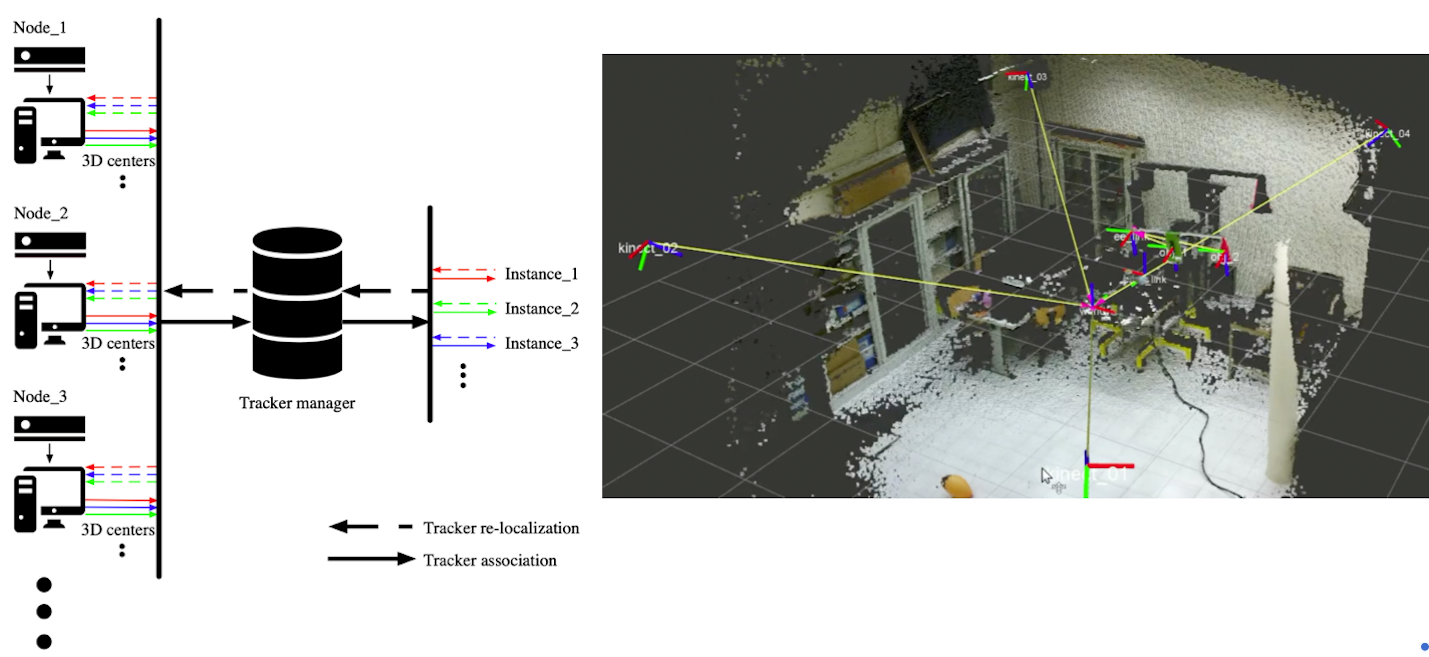 Node_1
3D centers
Node_2
3D centers
Node_3
3D centers
Tracker manager
Instance_1
Instance_2
Instance_3
Tracker re-localization
Tracker association
kinect_03
kinect_04
kinect_02
kinect_01